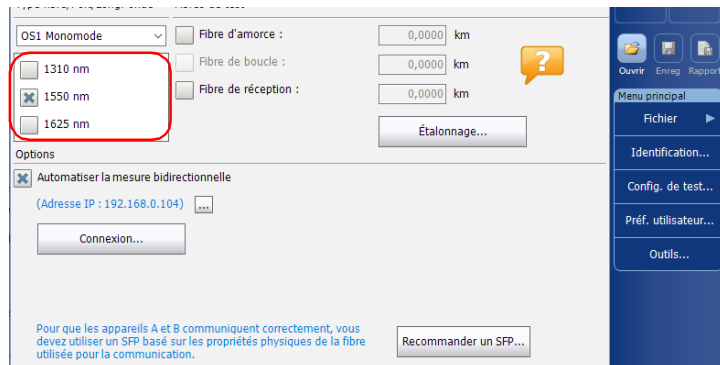 OS1 Monomode
1310 nm
1550 nm
1625 nm
Fibre d'amorce :
0,0000 km
Fibre de boucle :
0,0000 km
Fibre de réception :
0,0000 km
?
Étalonnage...
Options
Automatiser la mesure bidirectionnelle
(Adresse IP : 192.168.0.104) ...
Connexion...
Pour que les appareils A et B communiquent correctement, vous
devez utiliser un SFP basé sur les propriétés physiques de la fibre
utilisée pour la communication.
Recommander un SFP...
Ouvrir Enreg Rapport
Menu principal
Fichier
Identification...
Config. de test...
Préf. utilisateur...
Outils...